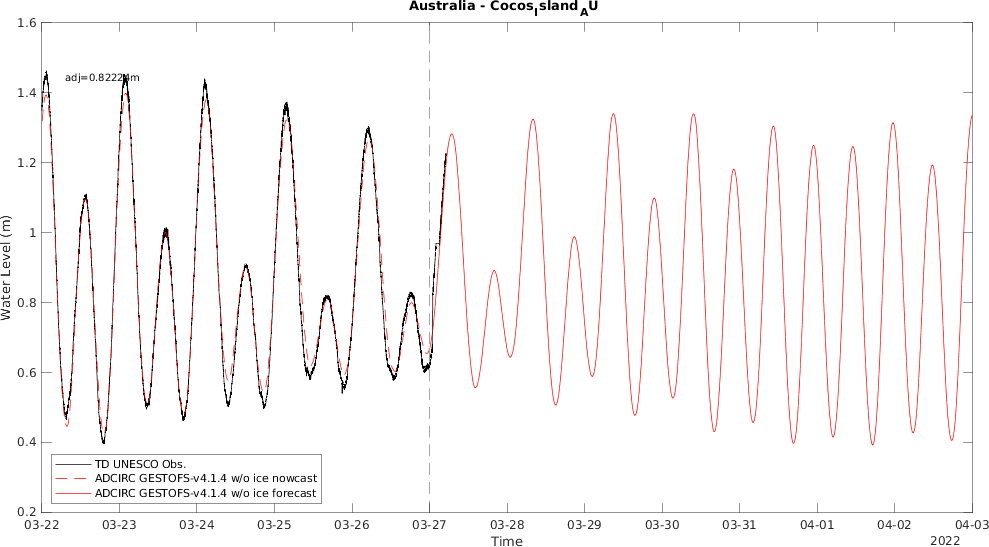 Australia - Cocos_Island_AU
adj=0.82224m
Water Level (m)
1.6
1.4
1.2
1
0.8
0.6
0.4
0.2
TD UNESCO Obs.
ADCIRC GESTOFS-v4.1.4 w/o ice nowcast
ADCIRC GESTOFS-v4.1.4 w/o ice forecast
03-22 03-23 03-24 03-25 03-26 03-27 03-28 03-29 03-30 03-31 04-01 04-02 04-03
Time
2022